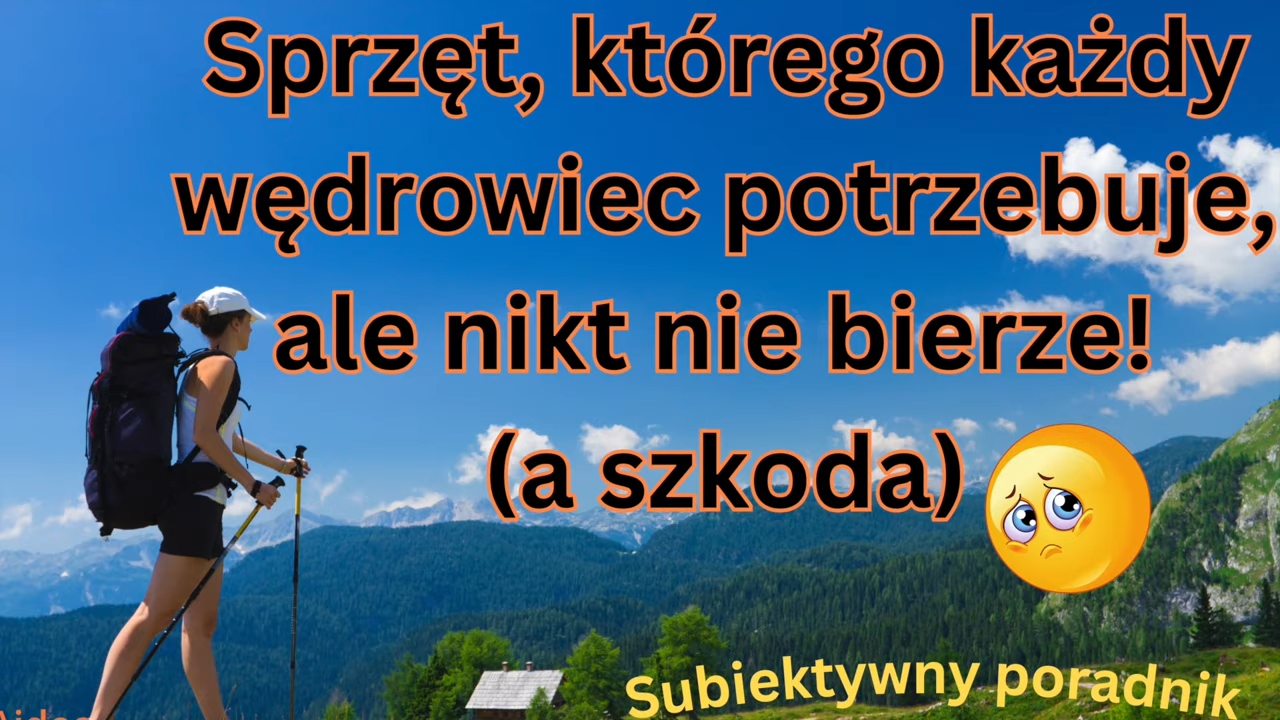 Sprzęt, którego każdy
wędrowiec potrzebuje,
ale nikt nie bierze!
(a szkoda)
Subiektywny poradnik